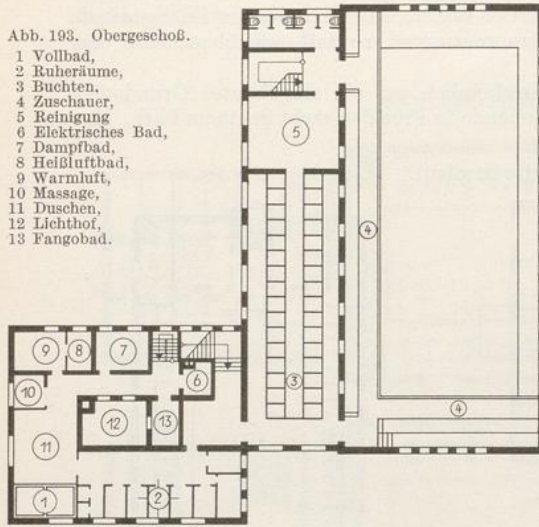 Abb. 193. Obergeschoß.
1 Vollbad,
2 Ruheräume,
3 Buchten,
4 Zuschauer,
5 Reinigung
6 Elektrisches Bad,
7 Dampfbad,
8 Heißluftbad,
9 Warmluft,
10 Massage,
11 Duschen,
12 Lichthof,
13 Fangobad.
5
4
9
8
7
6
10
12
13
3
4
11
1
2